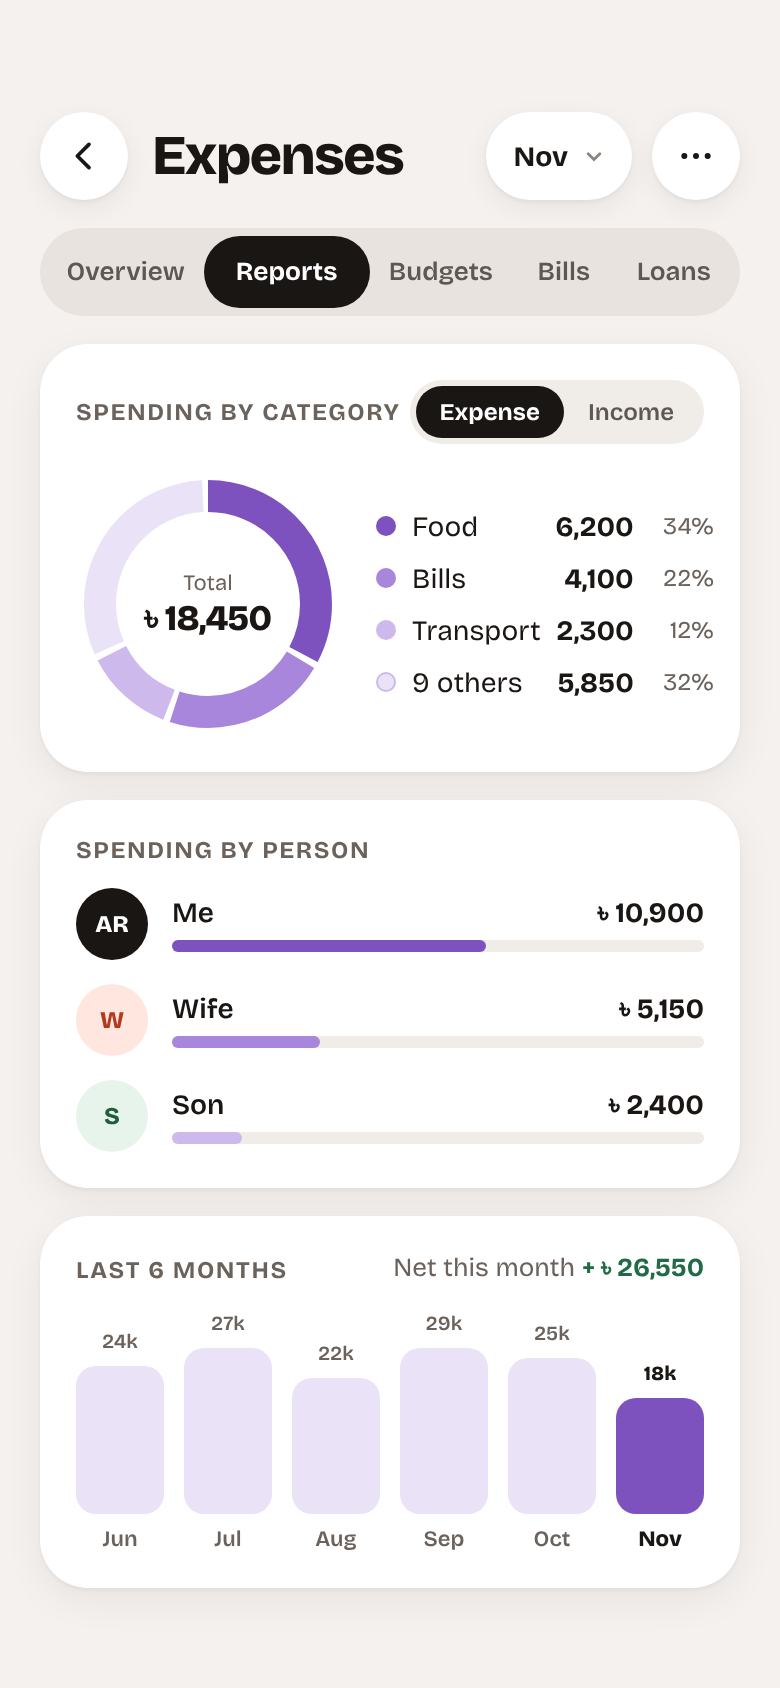 Expenses
Nov
Overview Reports Budgets Bills Loans
SPENDING BY CATEGORY Expense Income
Total
৳ 18,450
Food 6,200 34%
Bills 4,100 22%
Transport 2,300 12%
9 others 5,850 32%
SPENDING BY PERSON
AR Me ৳ 10,900
W Wife ৳ 5,150
S Son ৳ 2,400
LAST 6 MONTHS Net this month + ৳ 26,550
24k 27k 22k 29k 25k 18k
Jun Jul Aug Sep Oct Nov